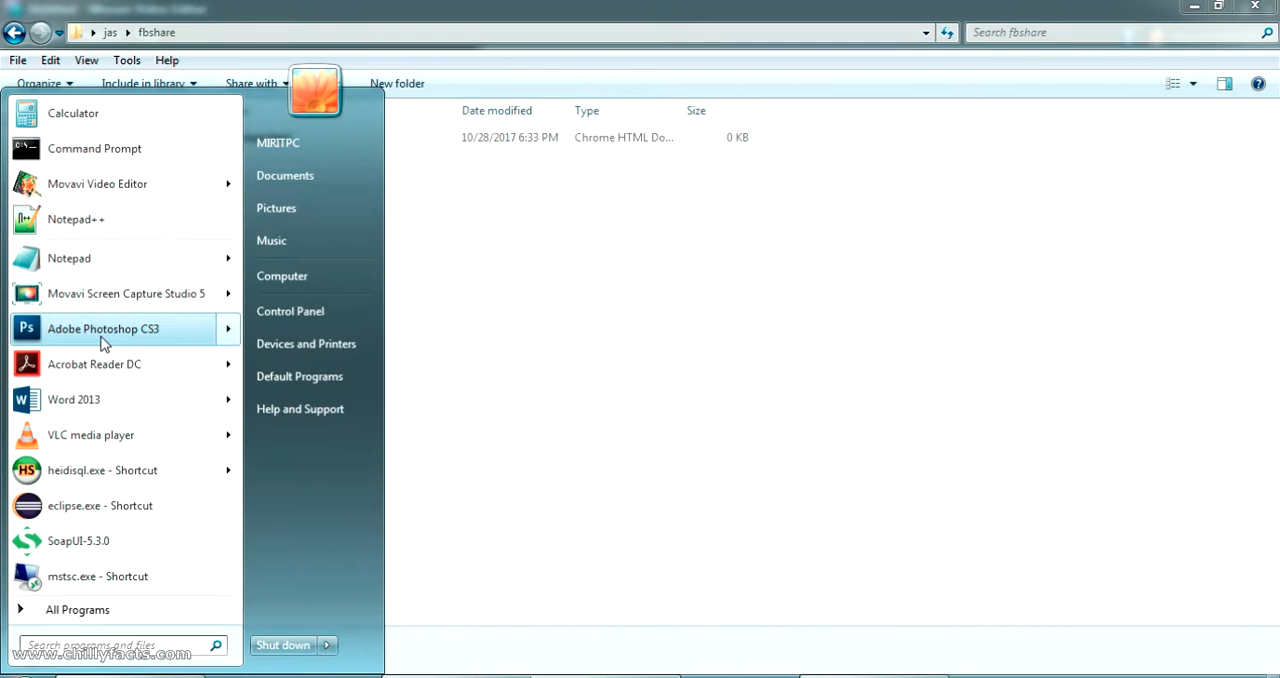 jas fbshare
Search fbshare
File Edit View Tools Help
Organize Include in library Share with New folder
Date modified Type Size
10/28/2017 6:33 PM Chrome HTML Do... 0 KB
Calculator
Command Prompt
Movavi Video Editor
Notepad++
Notepad
Movavi Screen Capture Studio 5
Ps Adobe Photoshop CS3
Acrobat Reader DC
Word 2013
VLC media player
HS heidisql.exe - Shortcut
eclipse.exe - Shortcut
SoapUI-5.3.0
mstsc.exe - Shortcut
All Programs
Search programs and files
www.chillyfacts.com
MIRITPC
Documents
Pictures
Music
Computer
Control Panel
Devices and Printers
Default Programs
Help and Support
Shut down